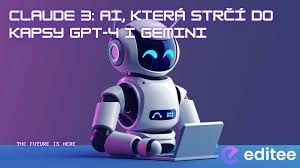 CLAUDE 3: AI, KTERÁ STRČÍ DO
KAPSY GPT-4 I GEMINI
THE FUTURE IS HERE
editee